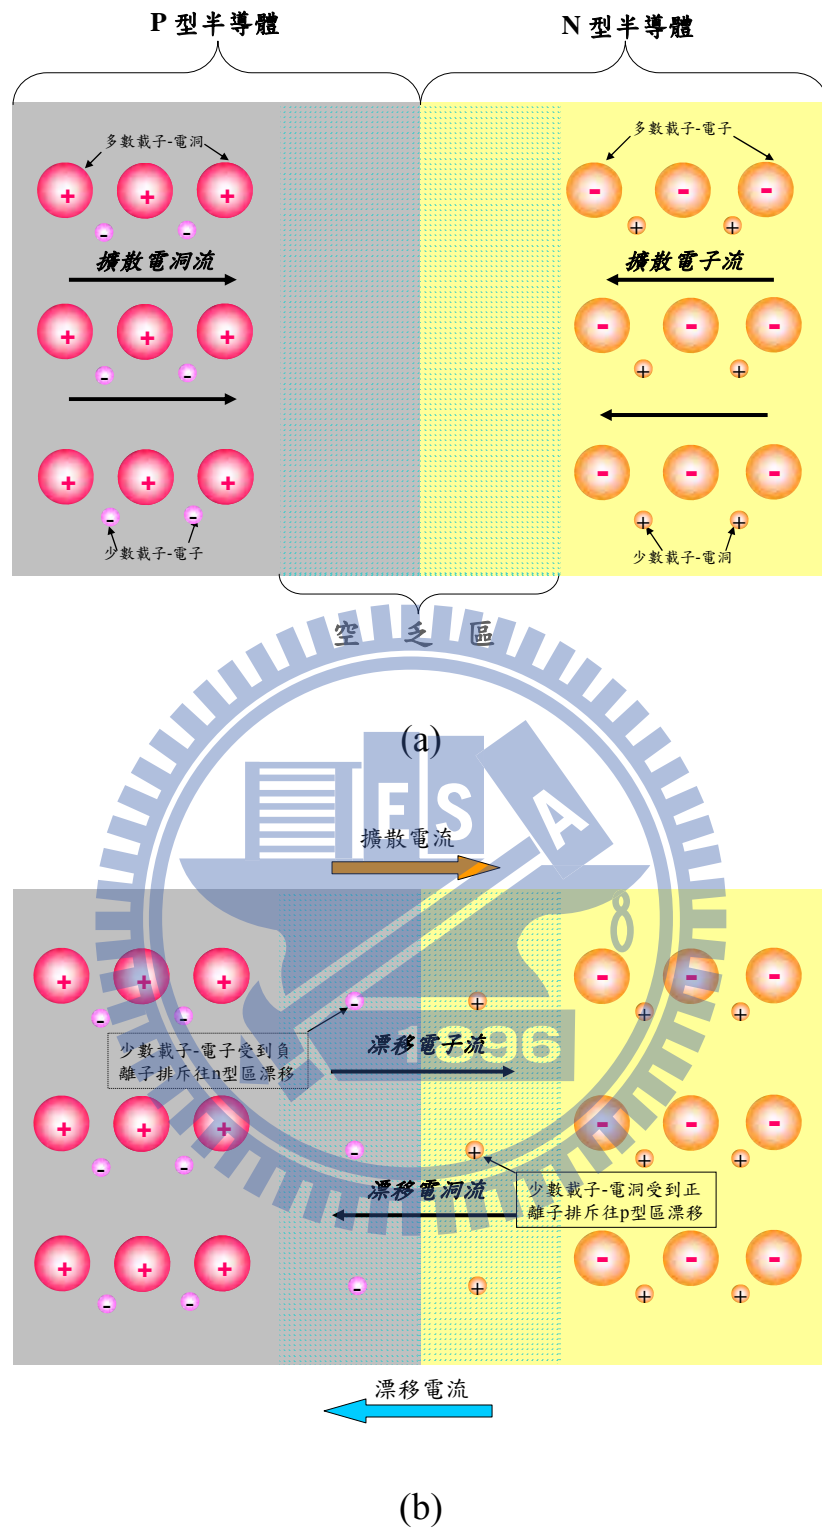 P 型半導體
N 型半導體
多數載子-電洞
多數載子-電子
+ + +
- - -
- -
+ +
擴散電洞流
擴散電子流
+ + +
- - -
- -
+ +
+ + +
- - -
- -
+ +
少數載子-電子
少數載子-電洞
空 乏 區
(a)
E S A
擴散電流
+ + +
- - -
- -
-
+
+ +
1896
少數載子-電子受到負
離子排斥往n型區漂移
漂移電子流
+ + +
- - -
- -
-
+
+ +
漂移電洞流
少數載子-電洞受到正
離子排斥往p型區漂移
+ + +
- - -
- -
-
+
+ +
漂移電流
(b)